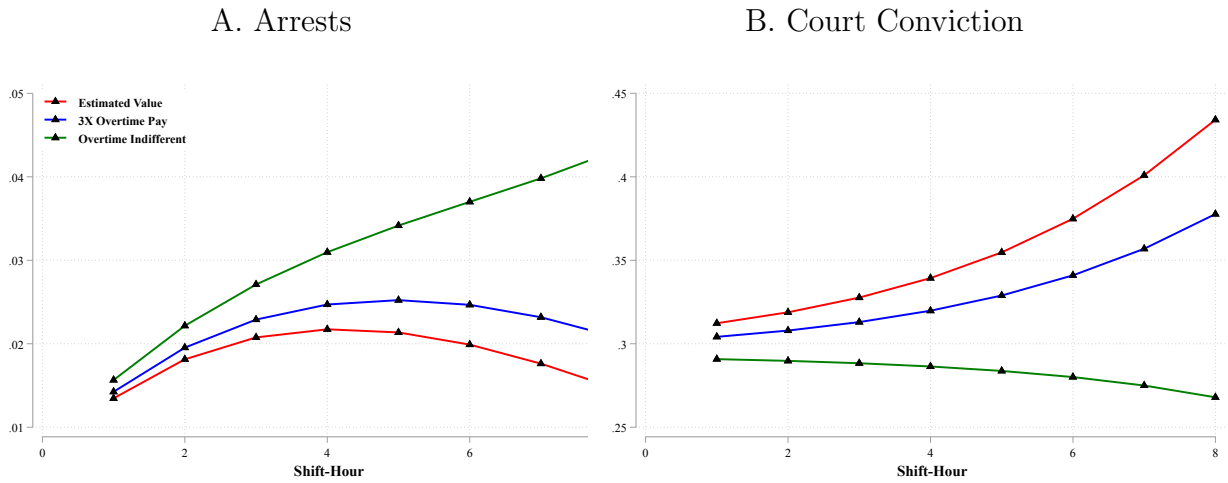 A. Arrests
.05
.04
.03
.02
.01
Estimated Value
3X Overtime Pay
Overtime Indifferent
0
2
4
6
Shift-Hour
B. Court Conviction
.45
.4
.35
.3
.25
0
2
4
6
8
Shift-Hour